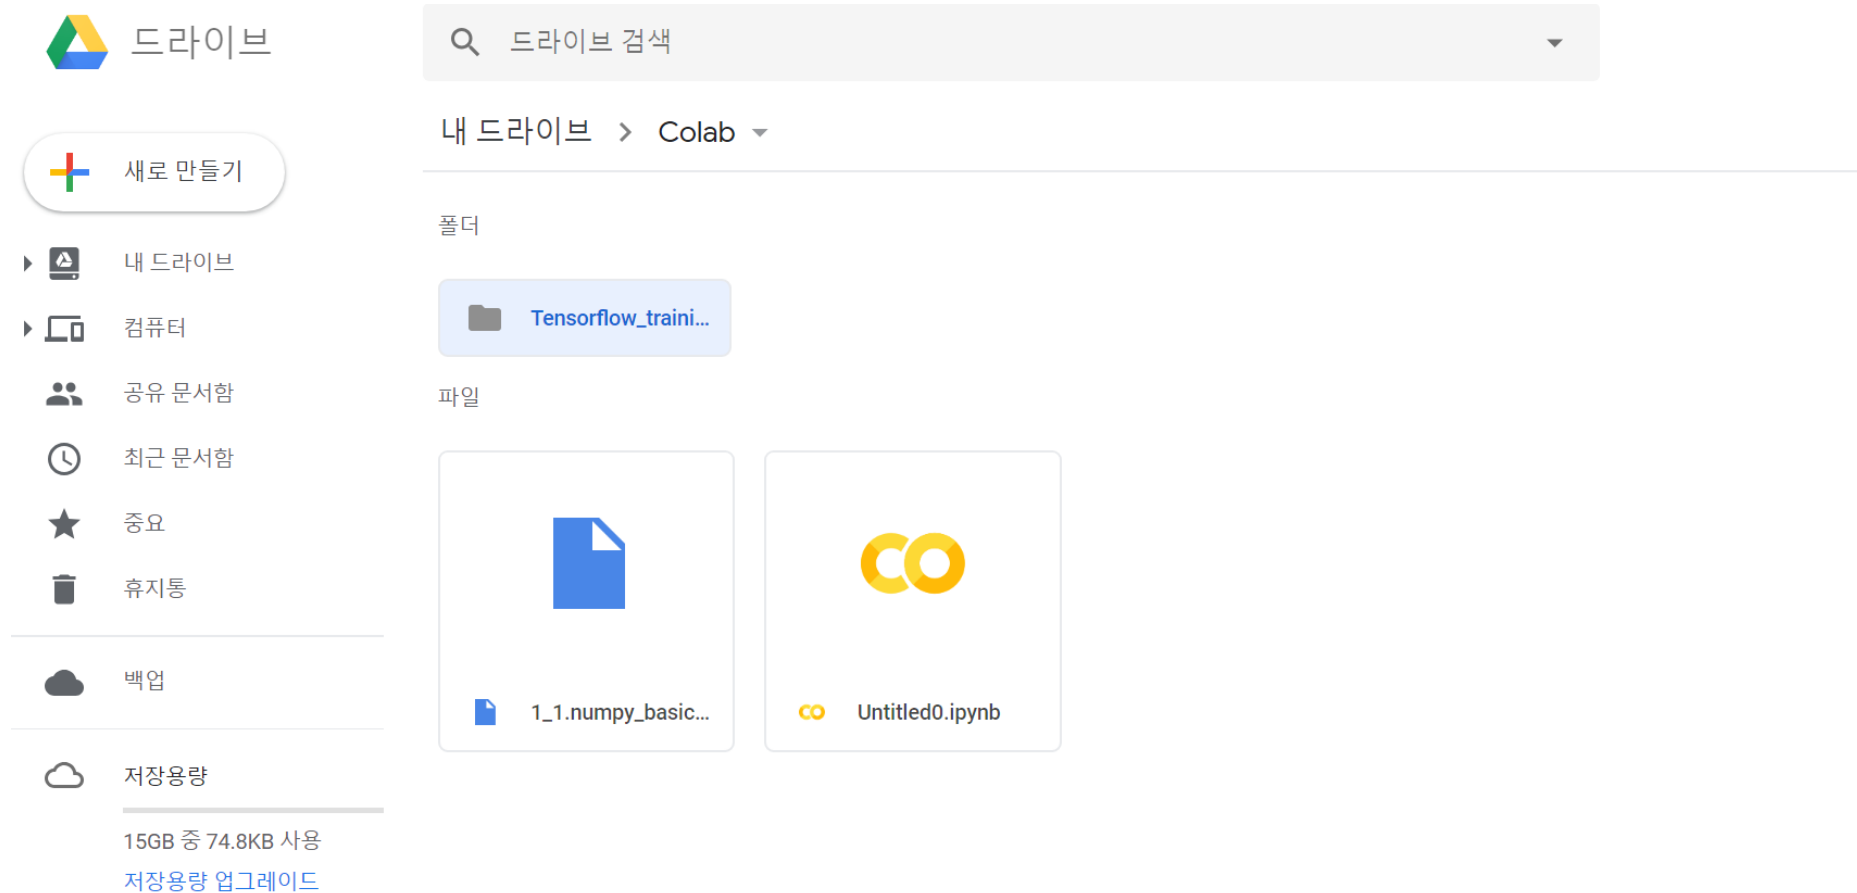 드라이브
드라이브 검색
내 드라이브 > Colab
새로 만들기
내 드라이브
컴퓨터
공유 문서함
최근 문서함
중요
휴지통
백업
저장용량
15GB 중 74.8KB 사용
저장용량 업그레이드
폴더
Tensorflow_traini...
파일
1_1.numpy_basic...
Untitled0.ipynb